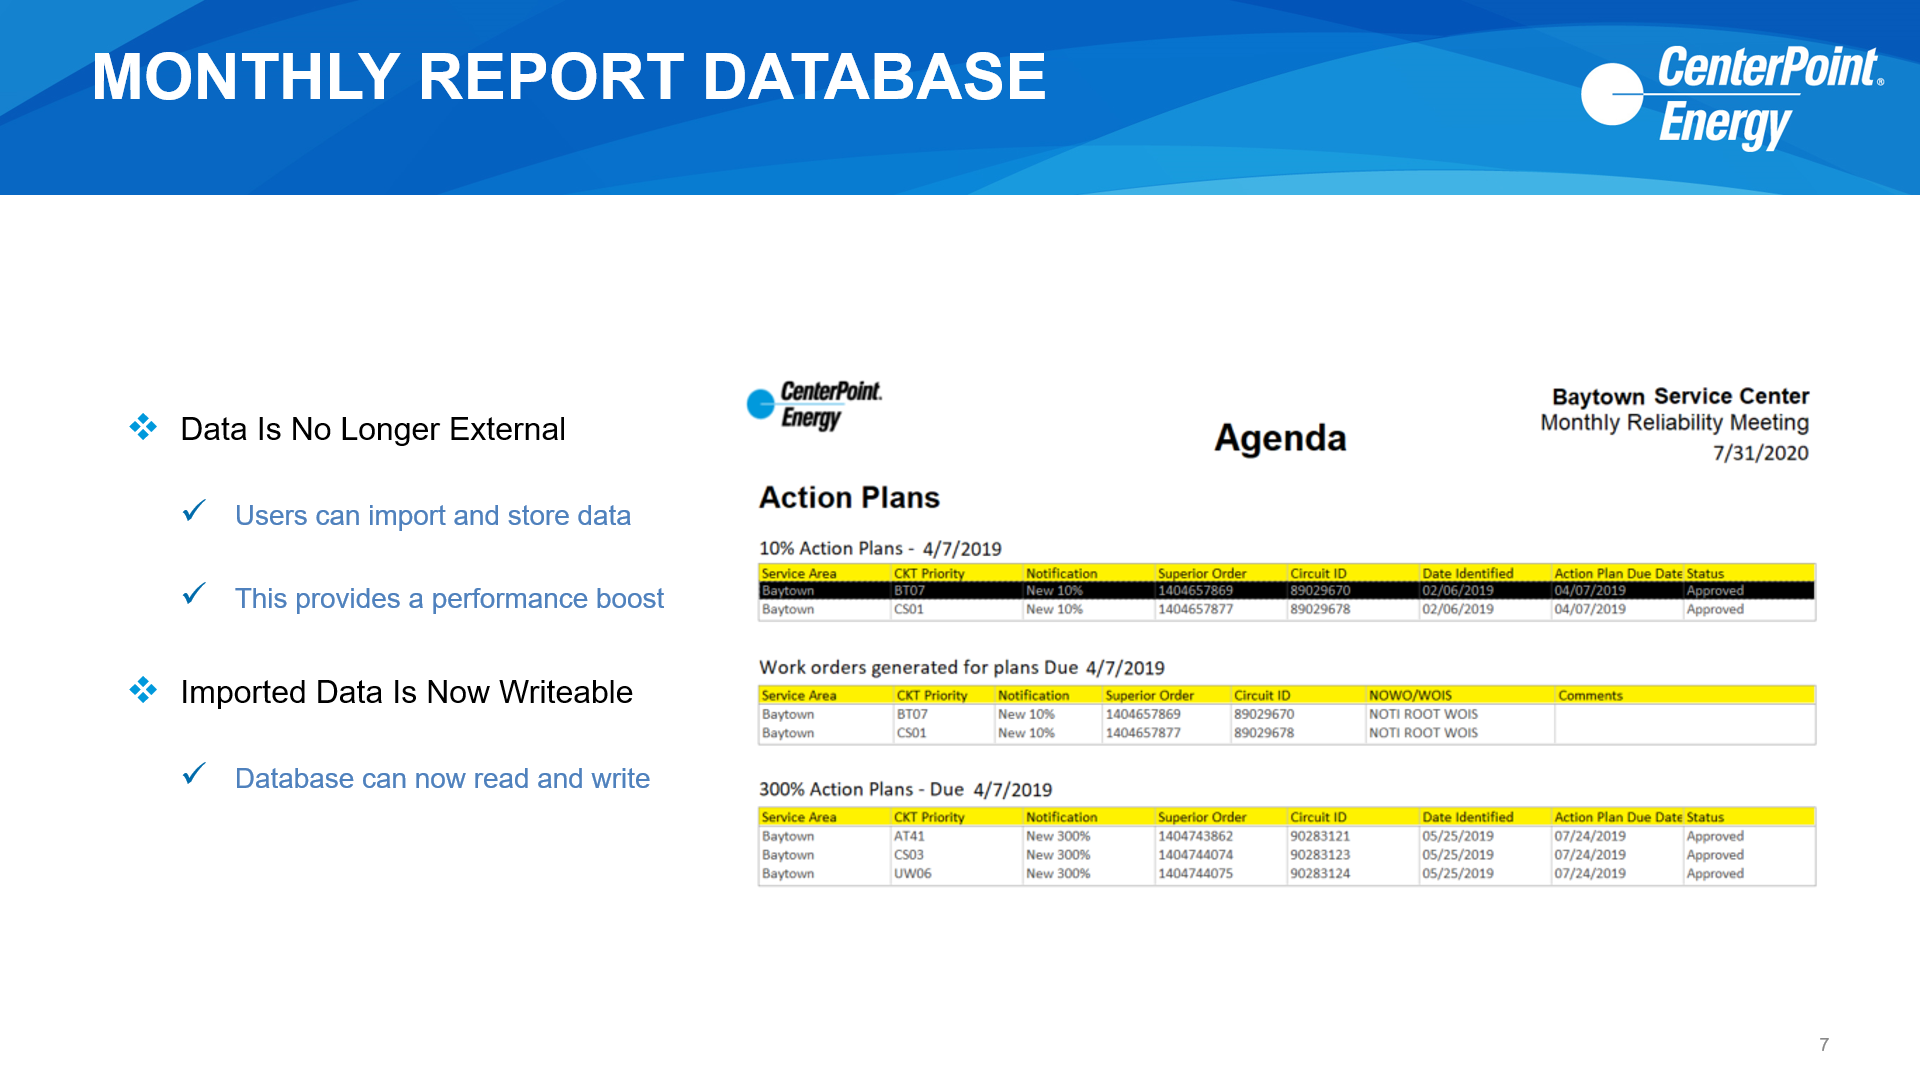 MONTHLY REPORT DATABASE
CenterPoint®
Energy
Data Is No Longer External
Users can import and store data
This provides a performance boost
Imported Data Is Now Writeable
Database can now read and write
CenterPoint.
Energy
Agenda
Baytown Service Center
Monthly Reliability Meeting
7/31/2020
Action Plans
10% Action Plans - 4/7/2019
Service Area CKT Priority Notification Superior Order Circuit ID Date Identified Action Plan Due Date Status
Baytown BT07 New 10% 1404657869 89029670 02/06/2019 04/07/2019 Approved
Baytown CS01 New 10% 1404657877 89029678 02/06/2019 04/07/2019 Approved
Work orders generated for plans Due 4/7/2019
Service Area CKT Priority Notification Superior Order Circuit ID NOWO/WOIS Comments
Baytown BT07 New 10% 1404657869 89029670 NOTI ROOT WOIS
Baytown CS01 New 10% 1404657877 89029678 NOTI ROOT WOIS
300% Action Plans - Due 4/7/2019
Service Area CKT Priority Notification Superior Order Circuit ID Date Identified Action Plan Due Date Status
Baytown AT41 New 300% 1404743862 90283121 05/25/2019 07/24/2019 Approved
Baytown CS03 New 300% 1404744074 90283123 05/25/2019 07/24/2019 Approved
Baytown UW06 New 300% 1404744075 90283124 05/25/2019 07/24/2019 Approved
7